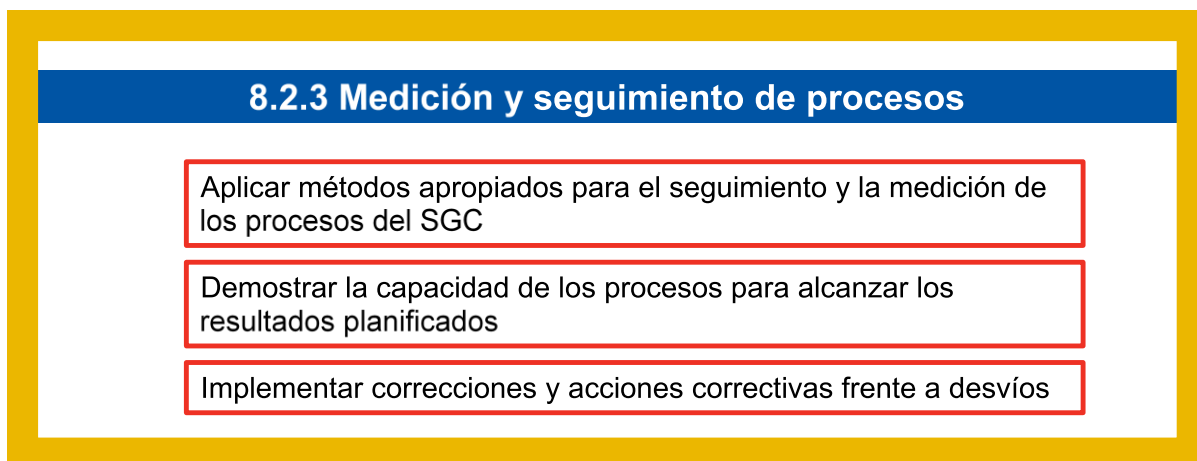 8.2.3 Medición y seguimiento de procesos
Aplicar métodos apropiados para el seguimiento y la medición de
los procesos del SGC
Demostrar la capacidad de los procesos para alcanzar los
resultados planificados
Implementar correcciones y acciones correctivas frente a desvíos